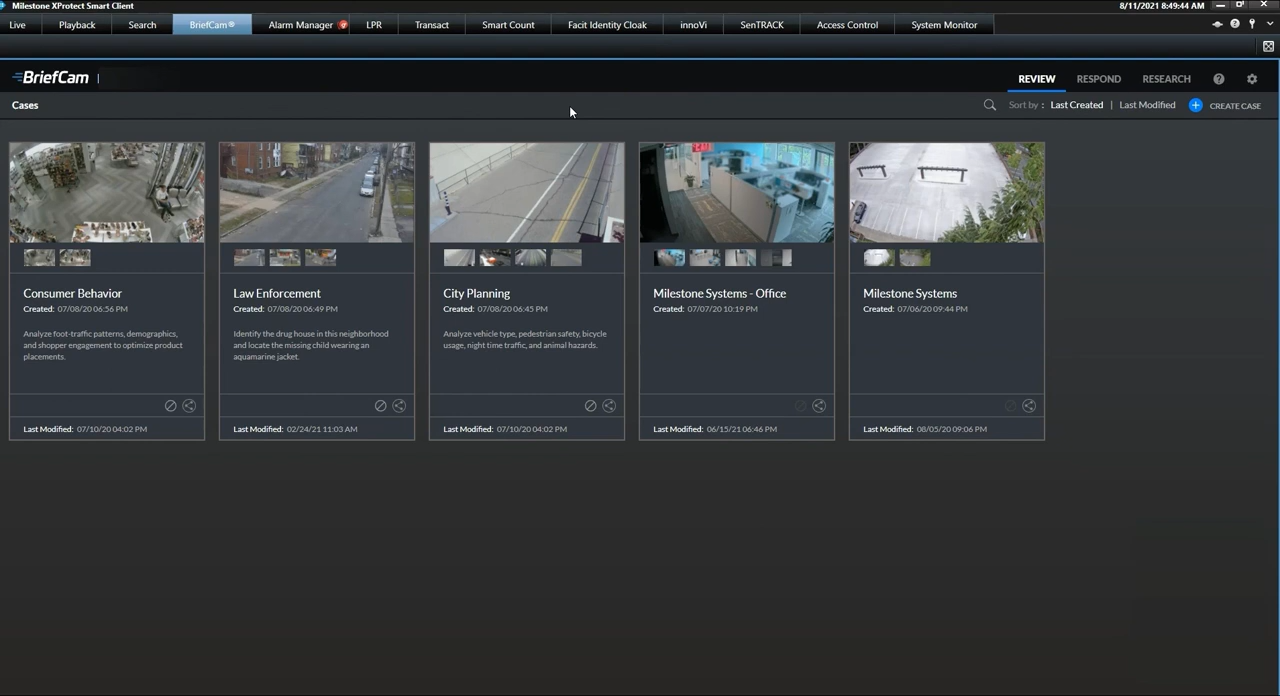 Milestone XProtect Smart Client
8/11/2021 8:49:44 AM
Live
Playback
Search
BriefCam®
Alarm Manager
LPR
Transact
Smart Count
Facit Identity Cloak
innoVi
SenTRACK
Access Control
System Monitor
BriefCam
REVIEW
RESPOND
RESEARCH
Cases
Sort by : Last Created | Last Modified
CREATE CASE
Consumer Behavior
Created: 07/08/20 06:56 PM
Analyze foot-traffic patterns, demographics,
and shopper engagement to optimize product
placements.
Last Modified: 07/10/20 04:02 PM
Law Enforcement
Created: 07/08/20 06:49 PM
Identify the drug house in this neighborhood
and locate the missing child wearing an
aquamarine jacket.
Last Modified: 02/24/21 11:03 AM
City Planning
Created: 07/08/20 06:45 PM
Analyze vehicle type, pedestrian safety, bicycle
usage, night time traffic, and animal hazards.
Last Modified: 07/10/20 04:02 PM
Milestone Systems - Office
Created: 07/07/20 10:19 PM
Last Modified: 06/15/21 06:46 PM
Milestone Systems
Created: 07/06/20 09:44 PM
Last Modified: 08/05/20 09:06 PM